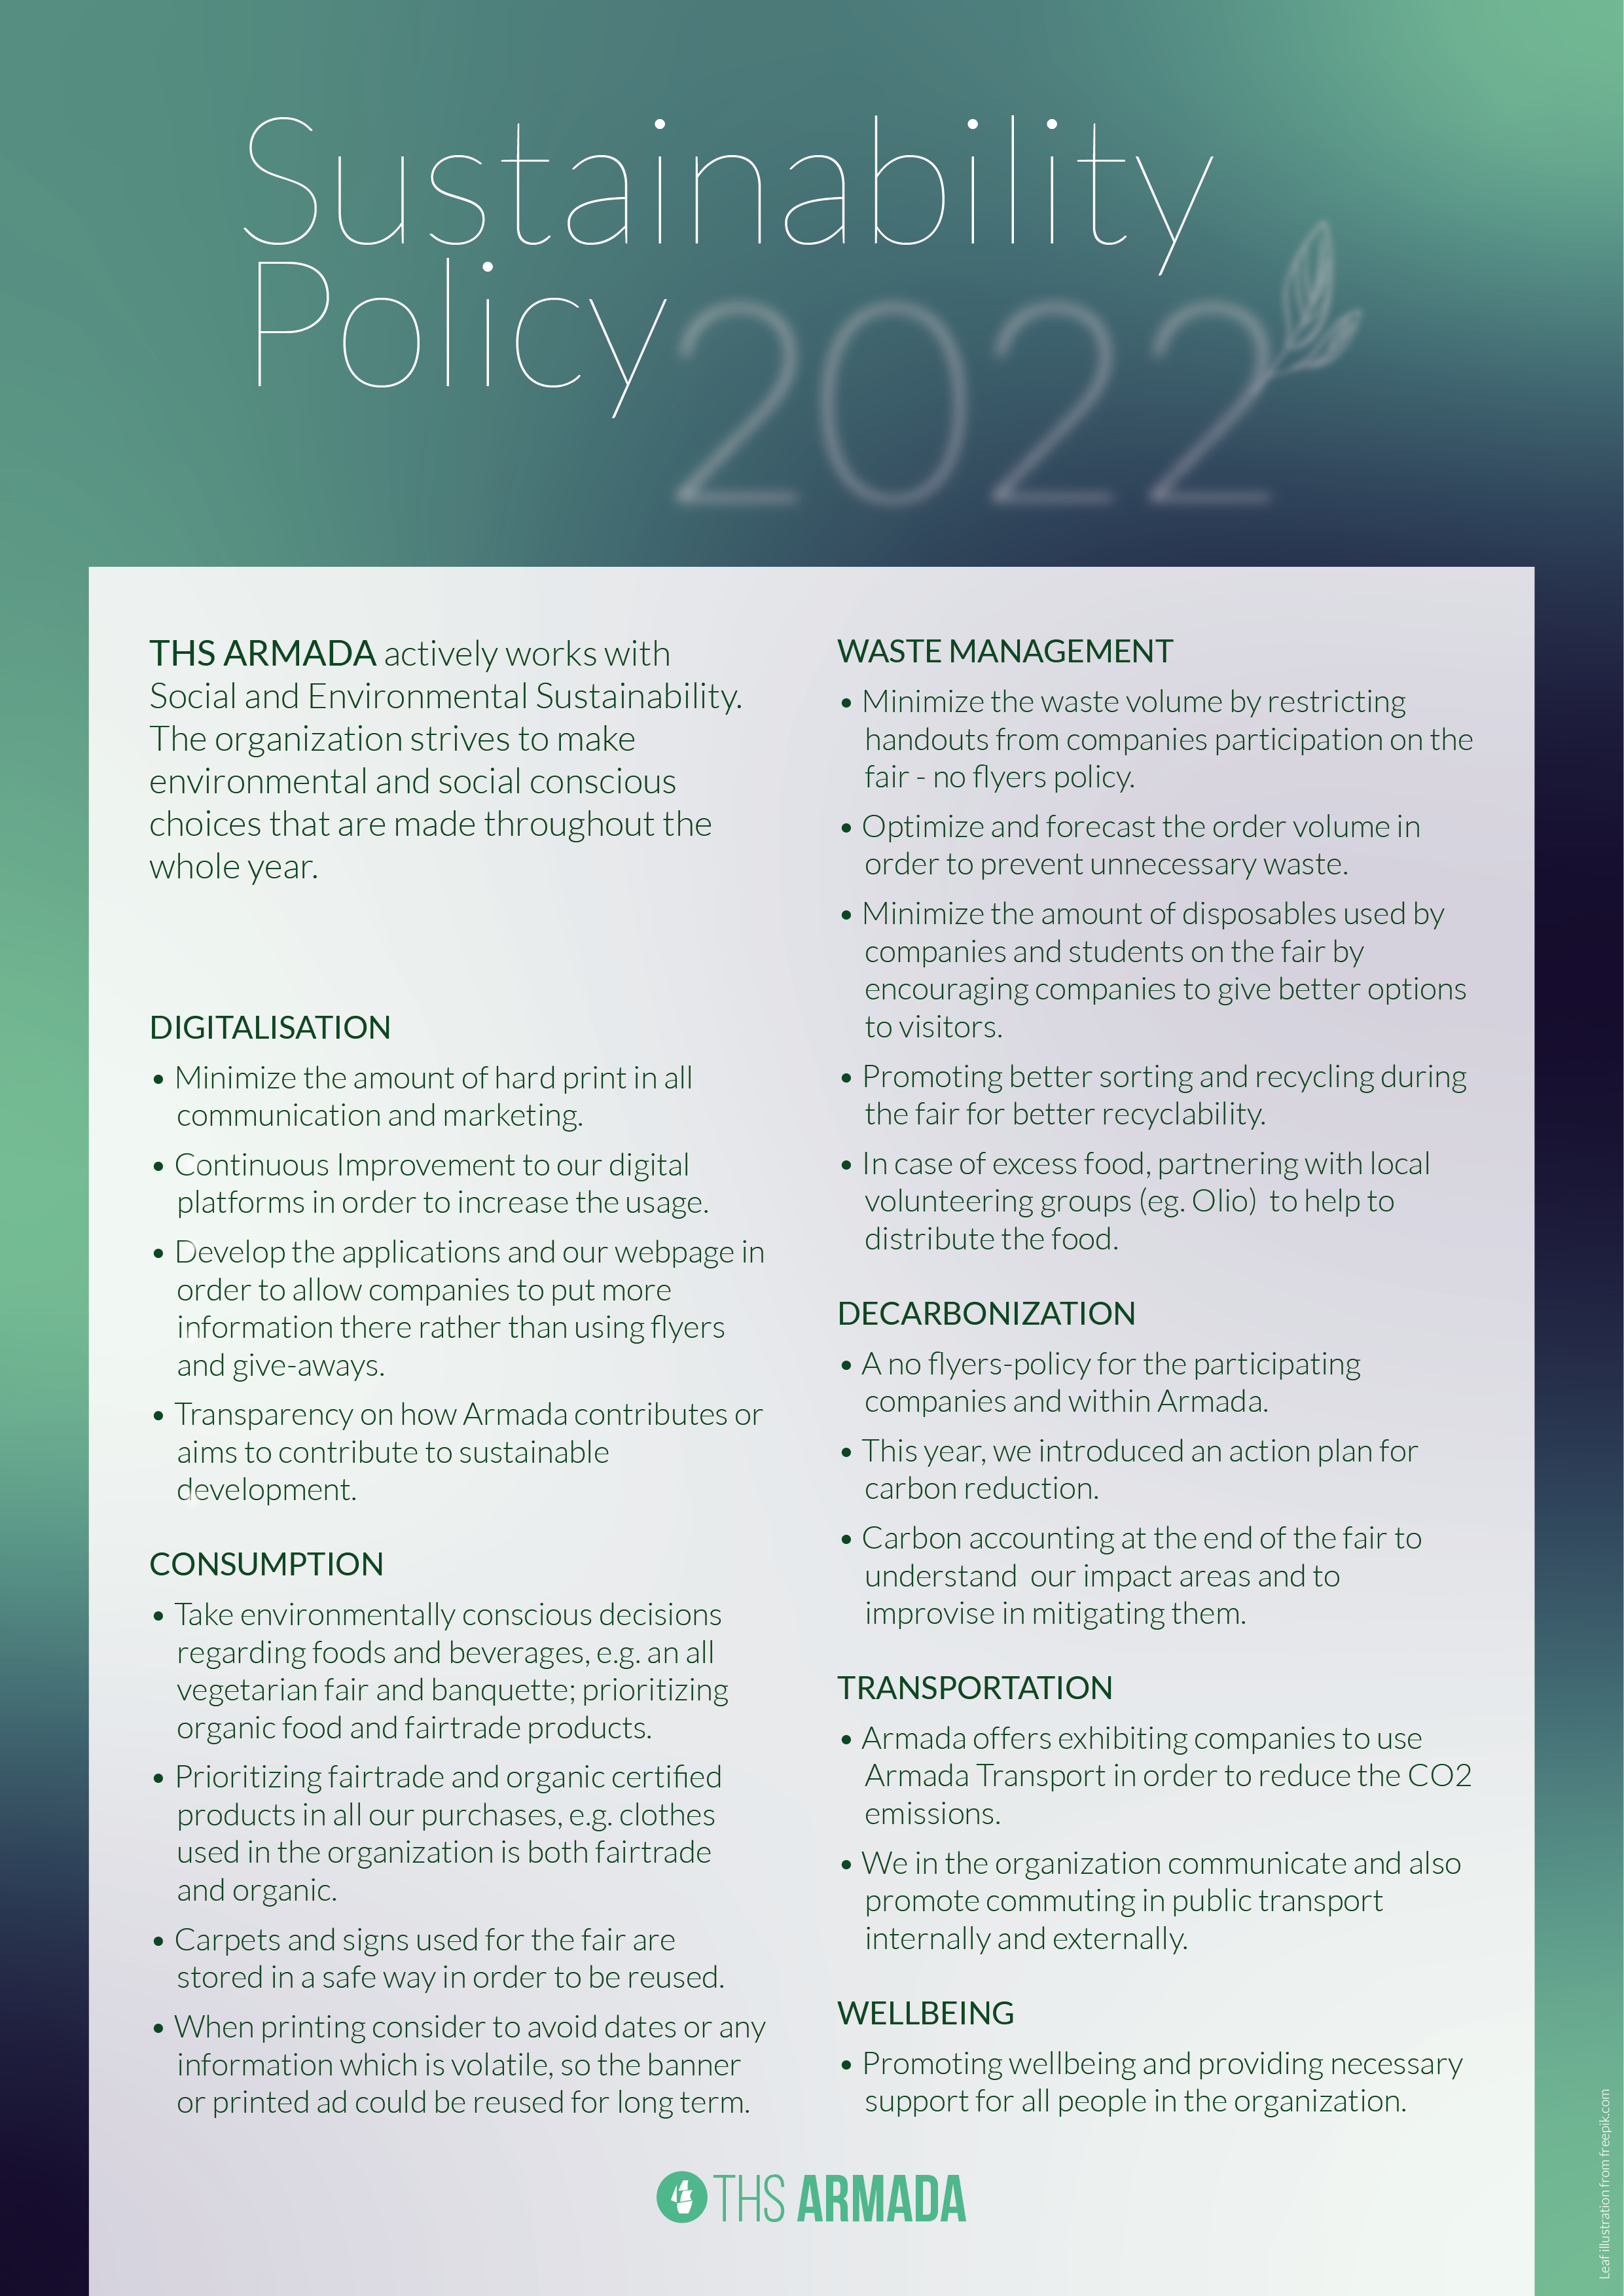 Sustainability
Policy
2022
THS ARMADA actively works with
Social and Environmental Sustainability.
The organization strives to make
environmental and social conscious
choices that are made throughout the
whole year.
DIGITALISATION
• Minimize the amount of hard print in all
communication and marketing.
• Continuous Improvement to our digital
platforms in order to increase the usage.
• Develop the applications and our webpage in
order to allow companies to put more
information there rather than using flyers
and give-aways.
• Transparency on how Armada contributes or
aims to contribute to sustainable
development.
CONSUMPTION
• Take environmentally conscious decisions
regarding foods and beverages, e.g. an all
vegetarian fair and banquette; prioritizing
organic food and fairtrade products.
• Prioritizing fairtrade and organic certified
products in all our purchases, e.g. clothes
used in the organization is both fairtrade
and organic.
• Carpets and signs used for the fair are
stored in a safe way in order to be reused.
• When printing consider to avoid dates or any
information which is volatile, so the banner
or printed ad could be reused for long term.
WASTE MANAGEMENT
• Minimize the waste volume by restricting
handouts from companies participation on the
fair - no flyers policy.
• Optimize and forecast the order volume in
order to prevent unnecessary waste.
• Minimize the amount of disposables used by
companies and students on the fair by
encouraging companies to give better options
to visitors.
• Promoting better sorting and recycling during
the fair for better recyclability.
• In case of excess food, partnering with local
volunteering groups (eg. Olio)  to help to
distribute the food.
DECARBONIZATION
• A no flyers-policy for the participating
companies and within Armada.
• This year, we introduced an action plan for
carbon reduction.
• Carbon accounting at the end of the fair to
understand  our impact areas and to
improvise in mitigating them.
TRANSPORTATION
• Armada offers exhibiting companies to use
Armada Transport in order to reduce the CO2
emissions.
• We in the organization communicate and also
promote commuting in public transport
internally and externally.
WELLBEING
• Promoting wellbeing and providing necessary
support for all people in the organization.
THS ARMADA
Leaf illustration from freepik.com